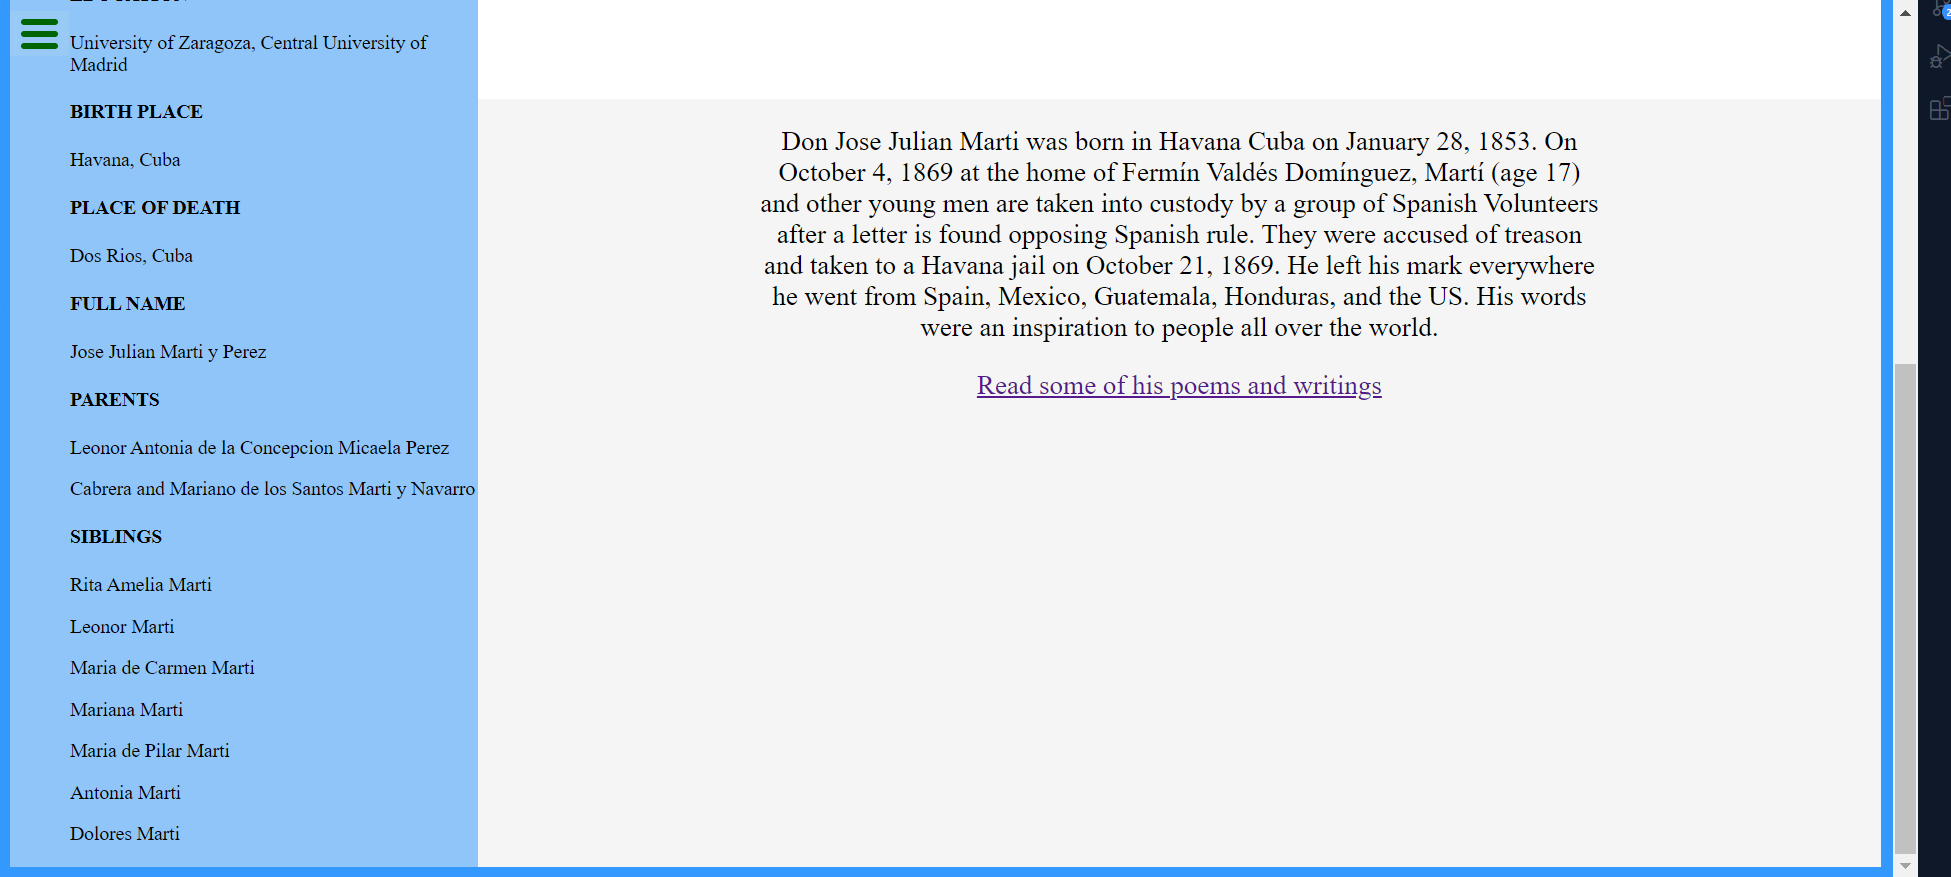 University of Zaragoza, Central University of
Madrid
BIRTH PLACE
Havana, Cuba
PLACE OF DEATH
Dos Rios, Cuba
FULL NAME
Jose Julian Marti y Perez
PARENTS
Leonor Antonia de la Concepcion Micaela Perez
Cabrera and Mariano de los Santos Marti y Navarro
SIBLINGS
Rita Amelia Marti
Leonor Marti
Maria de Carmen Marti
Mariana Marti
Maria de Pilar Marti
Antonia Marti
Dolores Marti
Don Jose Julian Marti was born in Havana Cuba on January 28, 1853. On
October 4, 1869 at the home of Fermín Valdés Domínguez, Martí (age 17)
and other young men are taken into custody by a group of Spanish Volunteers
after a letter is found opposing Spanish rule. They were accused of treason
and taken to a Havana jail on October 21, 1869. He left his mark everywhere
he went from Spain, Mexico, Guatemala, Honduras, and the US. His words
were an inspiration to people all over the world.
Read some of his poems and writings